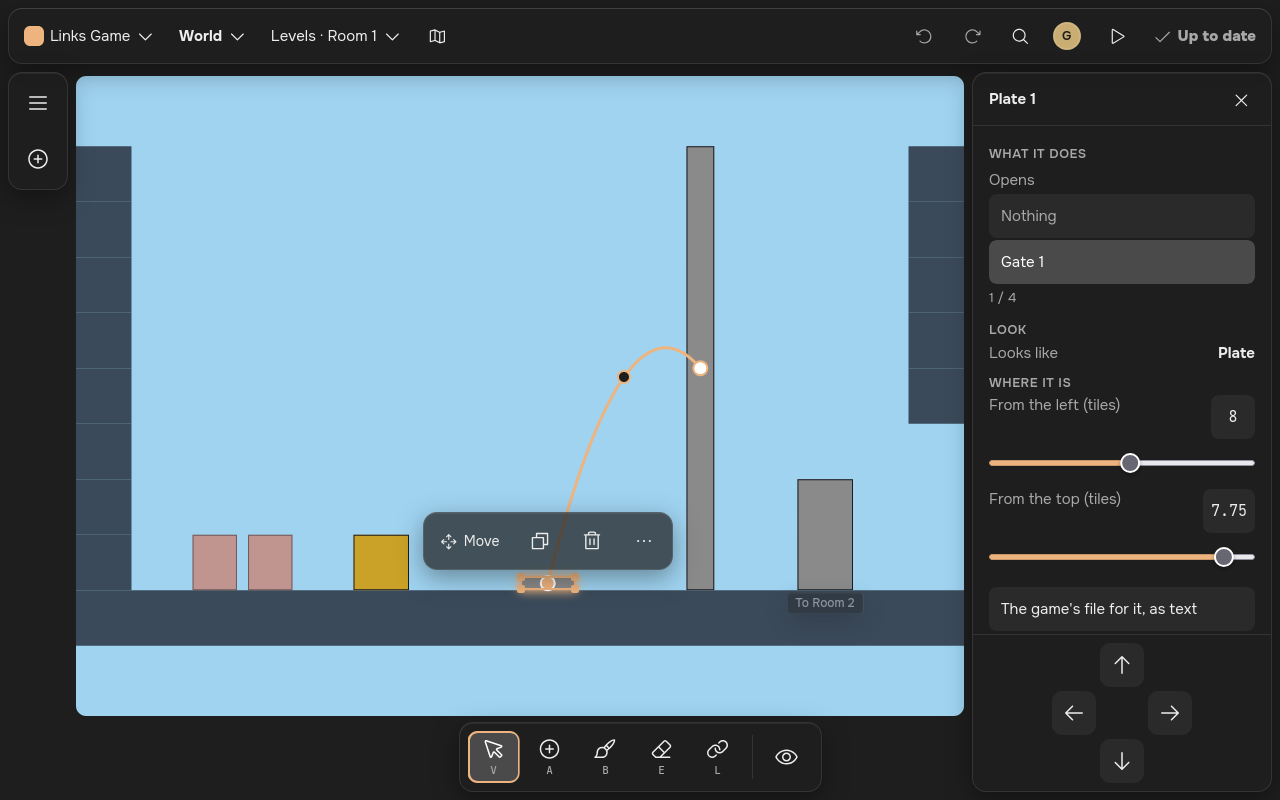 Links Game
World
Levels · Room 1
G
Up to date
Plate 1
WHAT IT DOES
Opens
Nothing
Gate 1
1 / 4
LOOK
Looks like
Plate
WHERE IT IS
From the left (tiles)
8
From the top (tiles)
7.75
The game's file for it, as text
Move
To Room 2
V
A
B
E
L